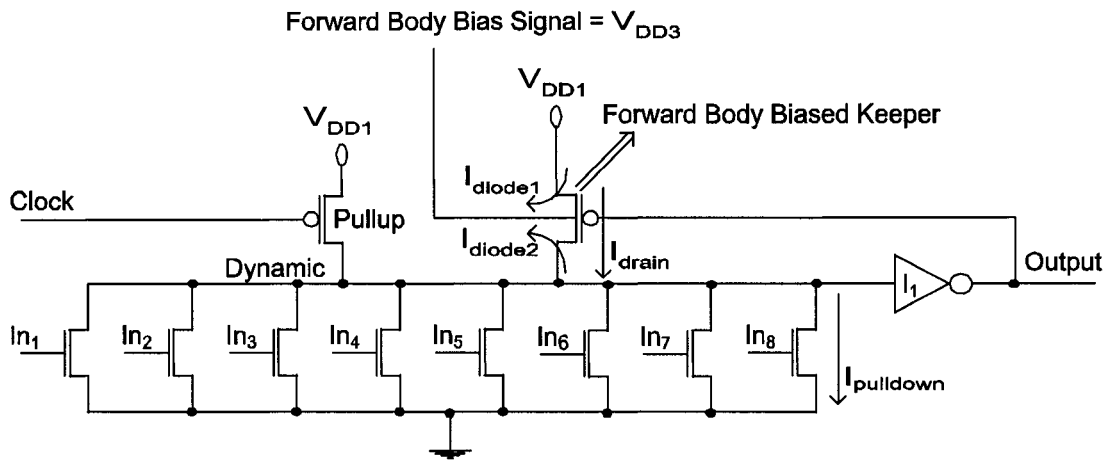 Forward Body Bias Signal = VDD3
VDD1
VDD1
Forward Body Biased Keeper
Idiode1
Clock
Pullup
Idiode2
Idrain
Dynamic
Output
I1
In1
In2
In3
In4
In5
In6
In7
In8
Ipulldown